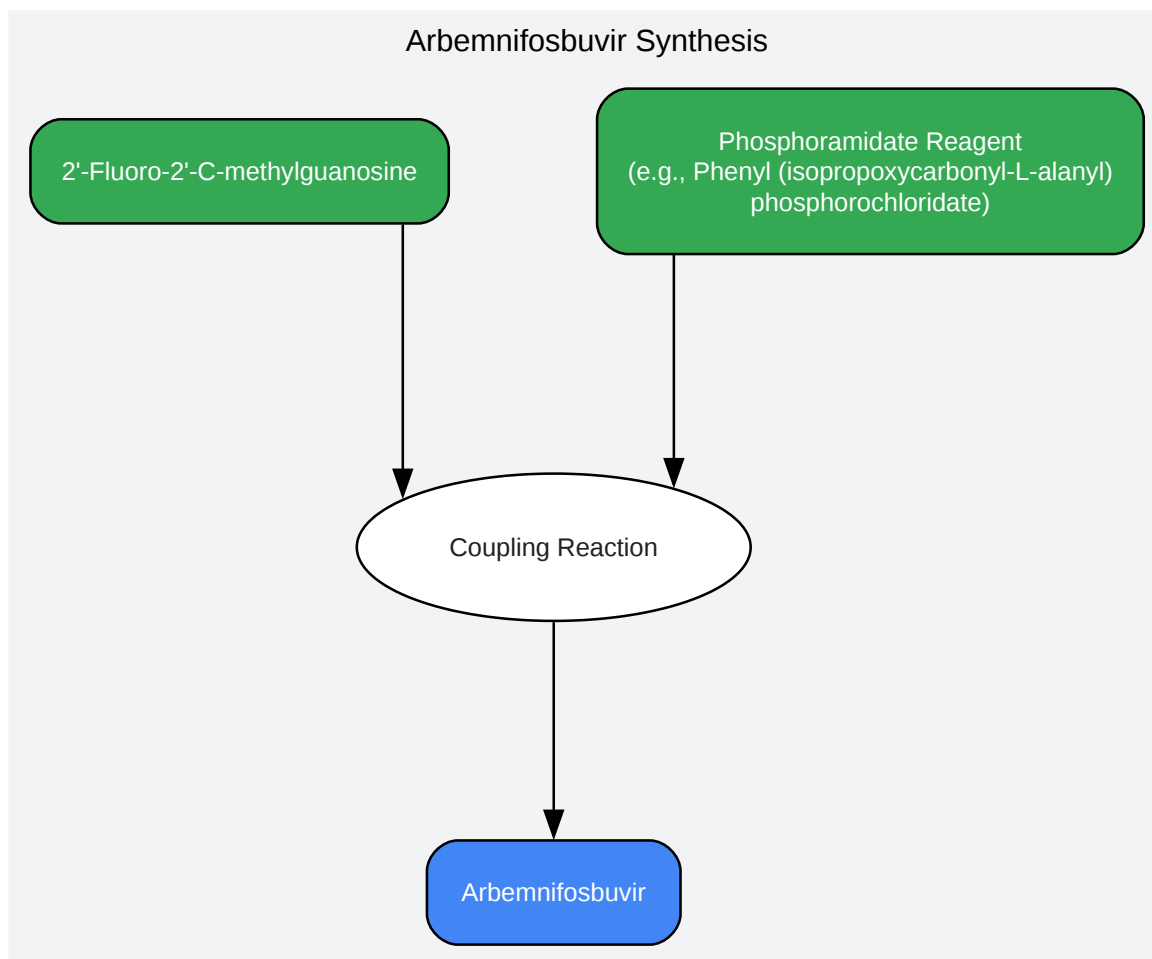 Arbemnifosbuvir Synthesis
2'-Fluoro-2'-C-methylguanosine
Phosphoramidate Reagent
(e.g., Phenyl (isopropoxycarbonyl-L-alanyl)
phosphorochloridate)
Coupling Reaction
Arbemnifosbuvir